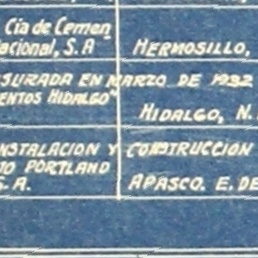 Cia de Cemen
acional, S. A HERMOSILLO,
SURADA EN MARZO DE 1932
ENTOS HIDALGO"
HIDALGO, N.
NSTALACION Y CONSTRUCCION
PORTLAND
S. A. APASCO. E. DE